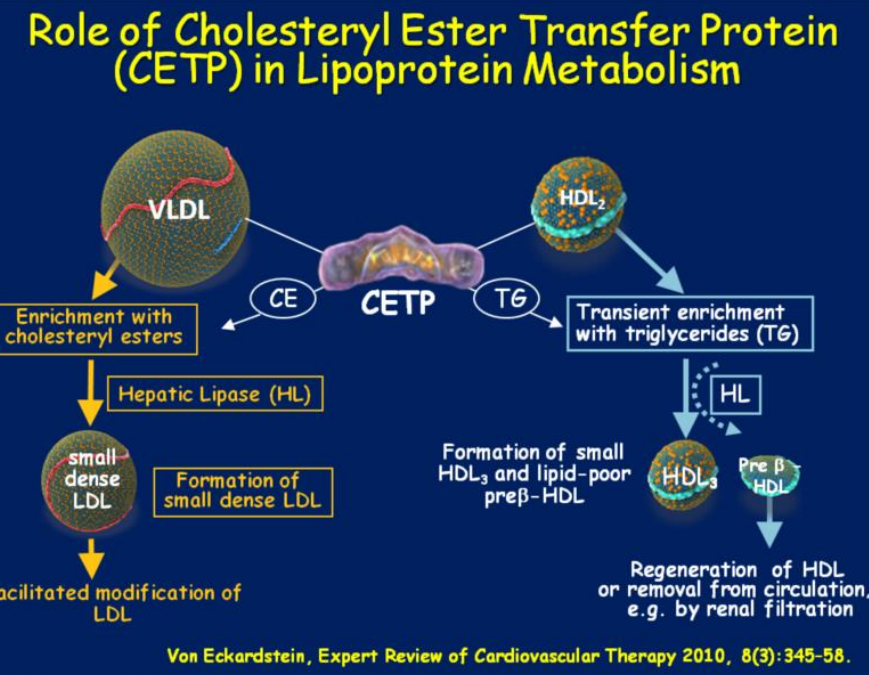 Role of Cholesteryl Ester Transfer Protein
(CETP) in Lipoprotein Metabolism
VLDL
HDL₂
CE
CETP
TG
Enrichment with
cholesteryl esters
Transient enrichment
with triglycerides (TG)
Hepatic Lipase (HL)
HL
small
dense
LDL
Formation of
small dense LDL
Formation of small
HDL₃ and lipid-poor
preβ-HDL
HDL₃
Pre β -
HDL
acilitated modification of
LDL
Regeneration of HDL
or removal from circulation,
e.g. by renal filtration
Von Eckardstein, Expert Review of Cardiovascular Therapy 2010, 8(3):345-58.